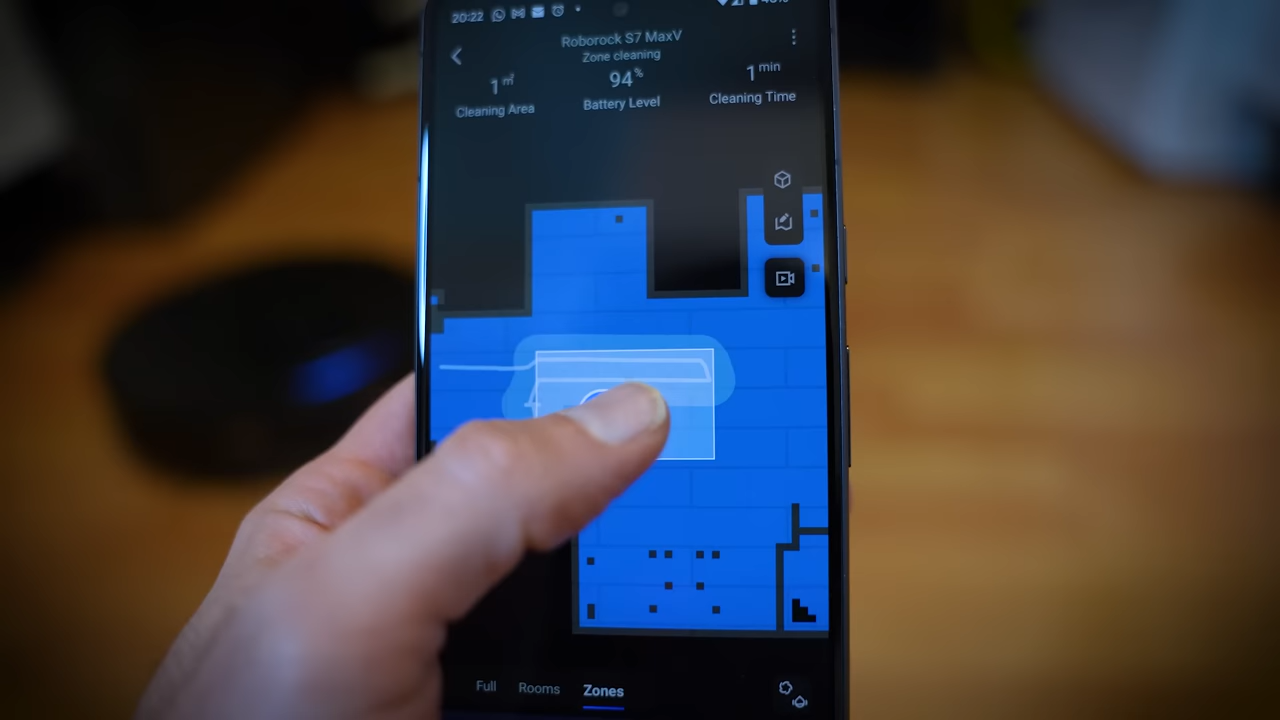 20:22
Roborock S7 MaxV
Zone cleaning
1 m² 94% 1 min
Cleaning Area Battery Level Cleaning Time
Full Rooms Zones